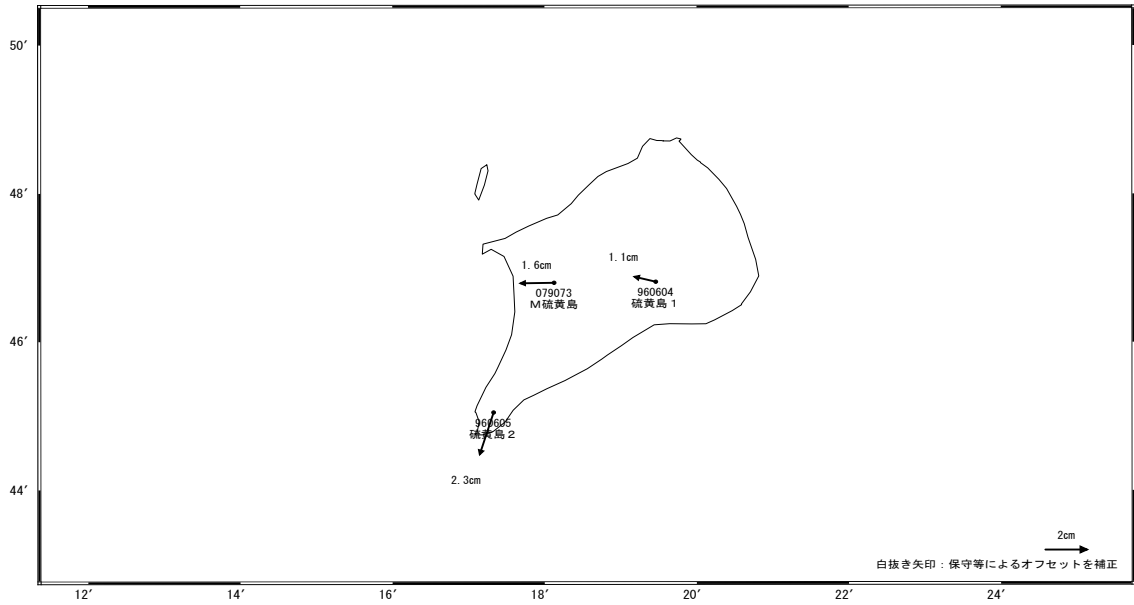 50′
48′
1.6cm
1.1cm
079073
M硫黄島
960604
硫黄島1
46′
960605
硫黄島2
2.3cm
44′
2cm
白抜き矢印：保守等によるオフセットを補正
12′
14′
16′
18′
20′
22′
24′